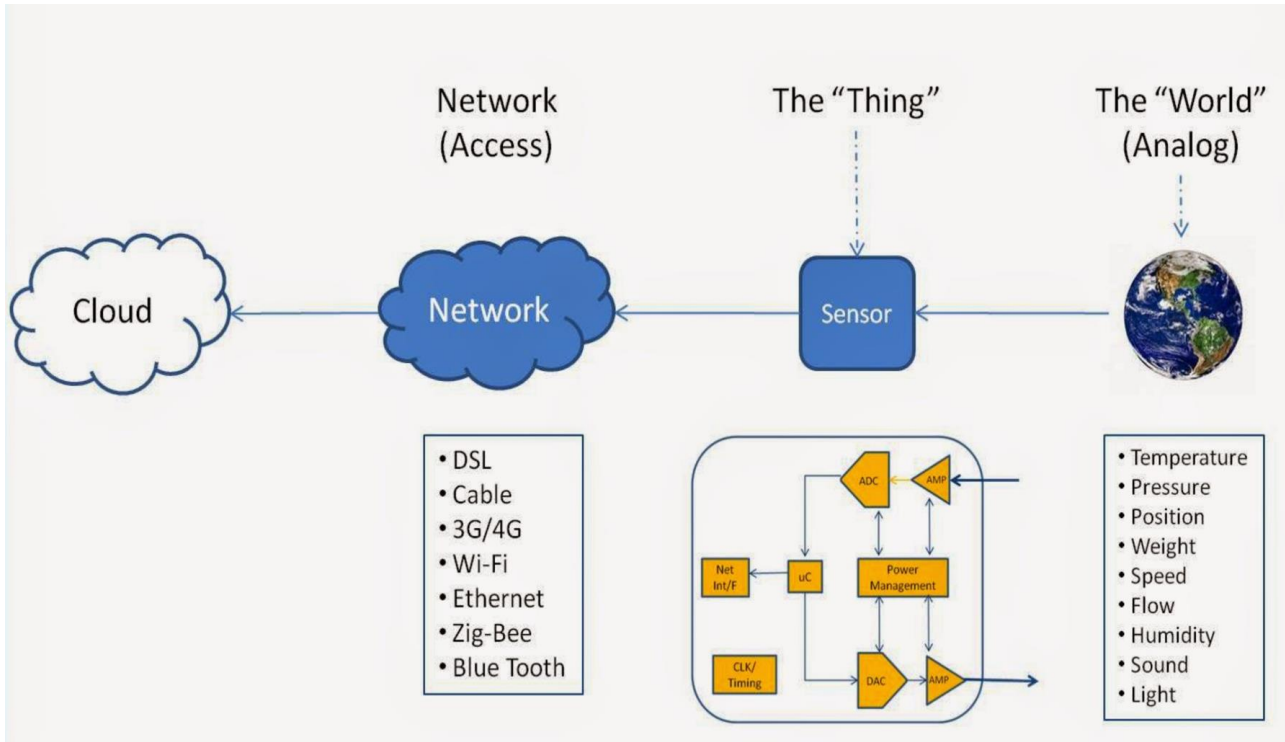 Network
(Access)
The “Thing”
The “World”
(Analog)
Cloud
Network
Sensor
• DSL
• Cable
• 3G/4G
• Wi-Fi
• Ethernet
• Zig-Bee
• Blue Tooth
ADC
AMP
Net
Int/F
uC
Power
Management
CLK/
Timing
DAC
AMP
• Temperature
• Pressure
• Position
• Weight
• Speed
• Flow
• Humidity
• Sound
• Light